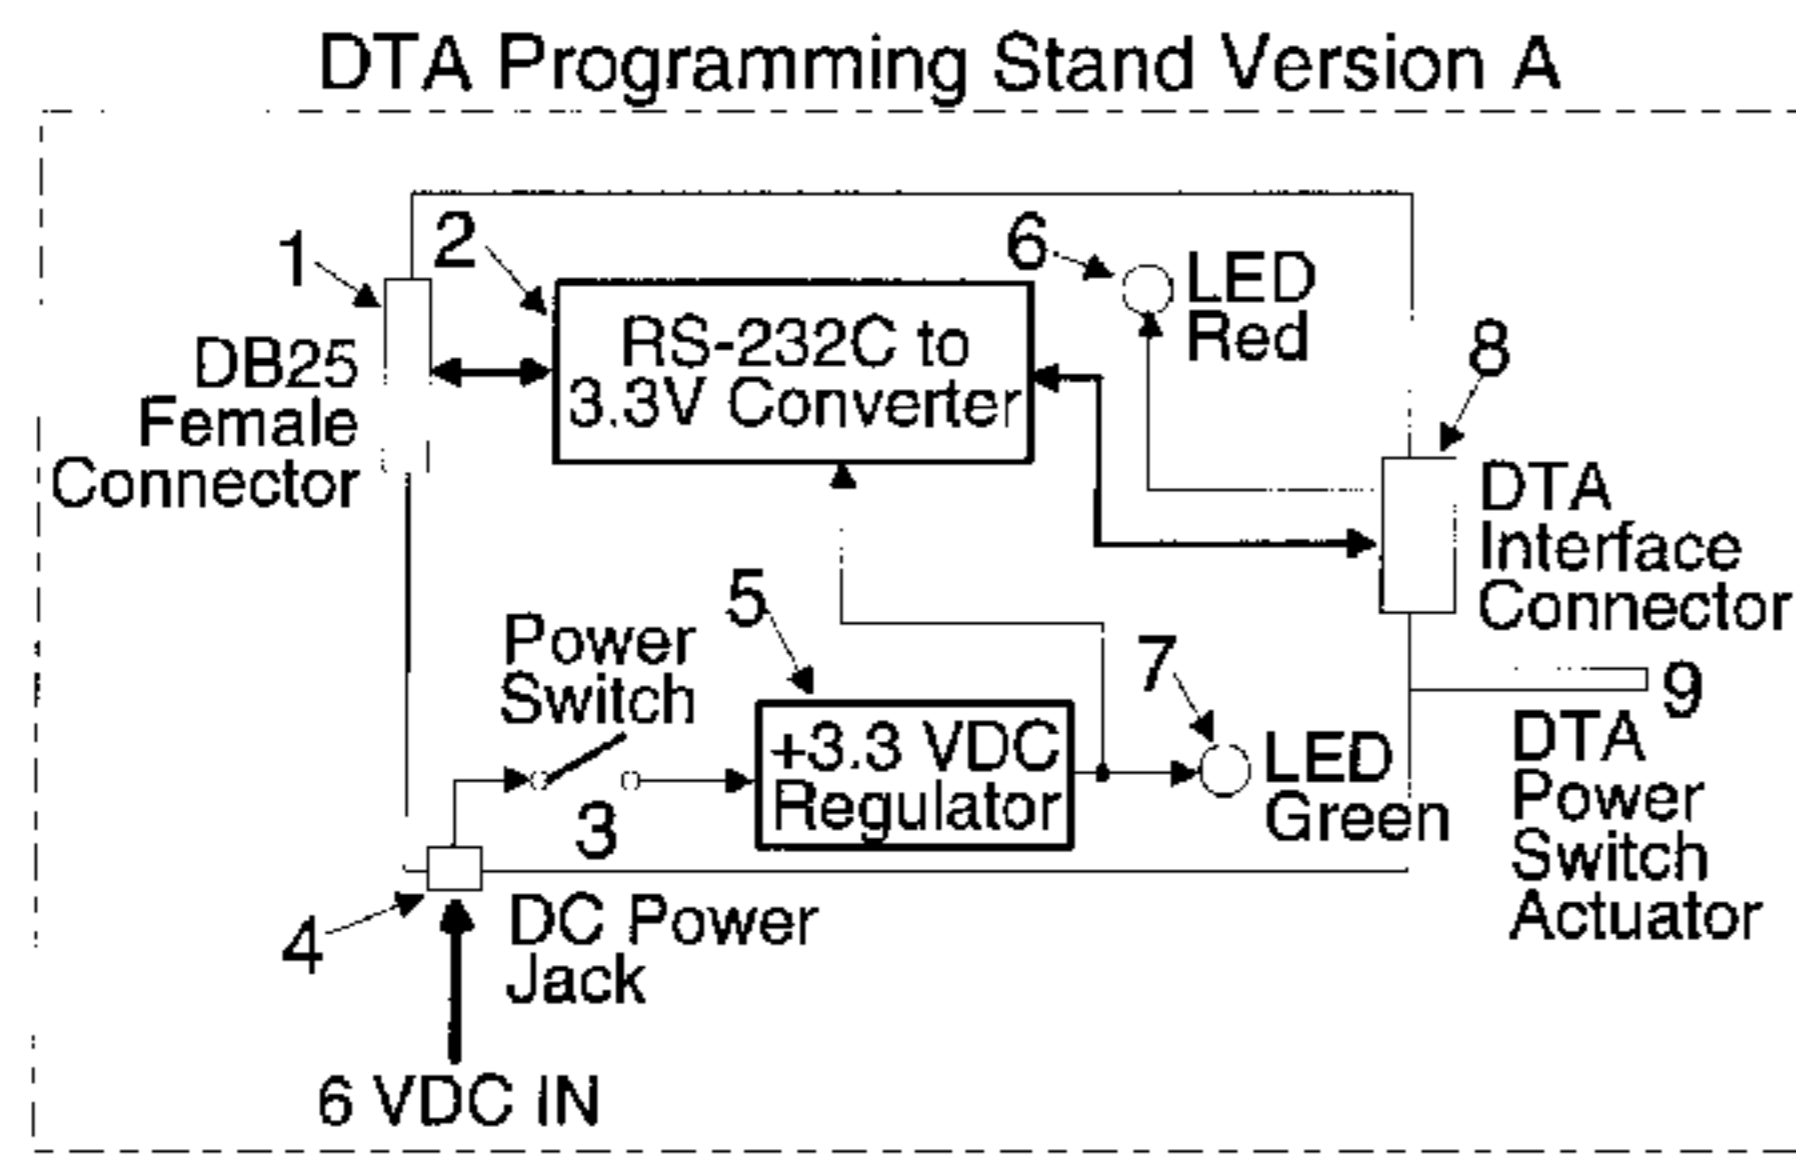 DTA Programming Stand Version A
1
2
6
LED
Red
DB25
Female
Connector
RS-232C to
3.3V Converter
8
DTA
Interface
Connector
Power
Switch
3
5
+3.3 VDC
Regulator
7
LED
Green
9
DTA
Power
Switch
Actuator
4
DC Power
Jack
6 VDC IN